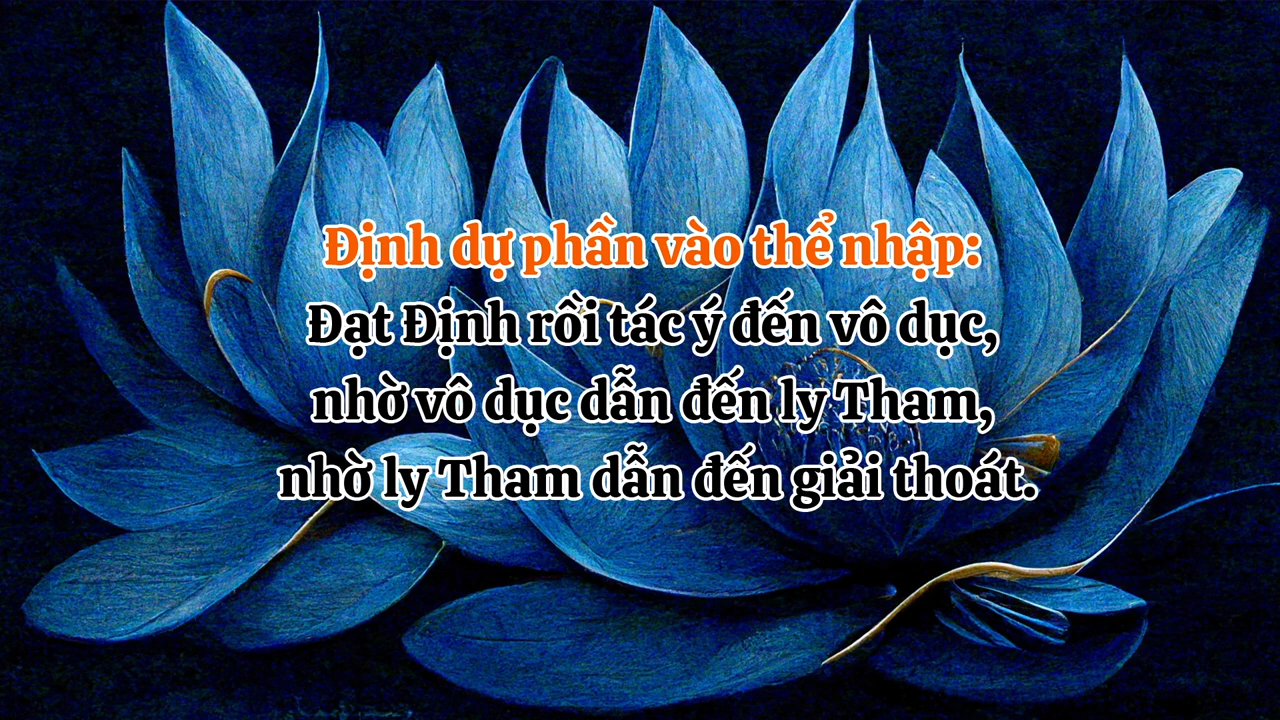 Định dự phần vào thể nhập:
Đạt Định rồi tác ý đến vô dục,
nhờ vô dục dẫn đến ly Tham,
nhờ ly Tham dẫn đến giải thoát.